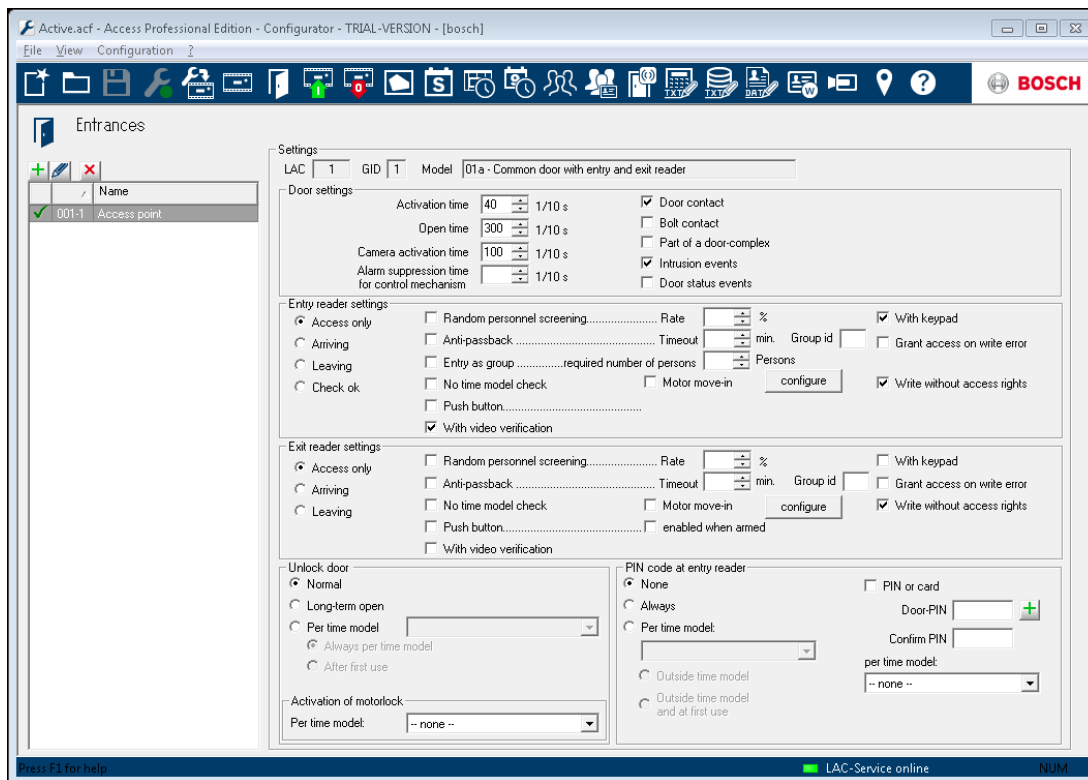 Active.acf - Access Professional Edition - Configurator - TRIAL-VERSION - [bosch]
File View Configuration ?
S TXT TXT DATA W ? BOSCH
Entrances
Name
001-1 Access point
Settings
LAC 1 GID 1 Model 01a - Common door with entry and exit reader
Door settings
Activation time 40 1/10 s Door contact
Open time 300 1/10 s Bolt contact
Camera activation time 100 1/10 s Part of a door-complex
Alarm suppression time for control mechanism 1/10 s Intrusion events
Door status events
Entry reader settings
Access only Random personnel screening....................... Rate % With keypad
Arriving Anti-passback ................................... Timeout min. Group id Grant access on write error
Leaving Entry as group ..............required number of persons Persons
Check ok No time model check Motor move-in configure Write without access rights
Push button...........................................
With video verification
Exit reader settings
Access only Random personnel screening....................... Rate % With keypad
Arriving Anti-passback ................................... Timeout min. Group id Grant access on write error
Leaving No time model check Motor move-in configure Write without access rights
Push button........................................... enabled when armed
With video verification
Unlock door
Normal
Long-term open
Per time model
Always per time model
After first use
Activation of motorlock
Per time model: -- none --
PIN code at entry reader
None PIN or card
Always Door-PIN
Per time model: Confirm PIN
per time model:
Outside time model -- none --
Outside time model
and at first use
Press F1 for help LAC-Service online NUM